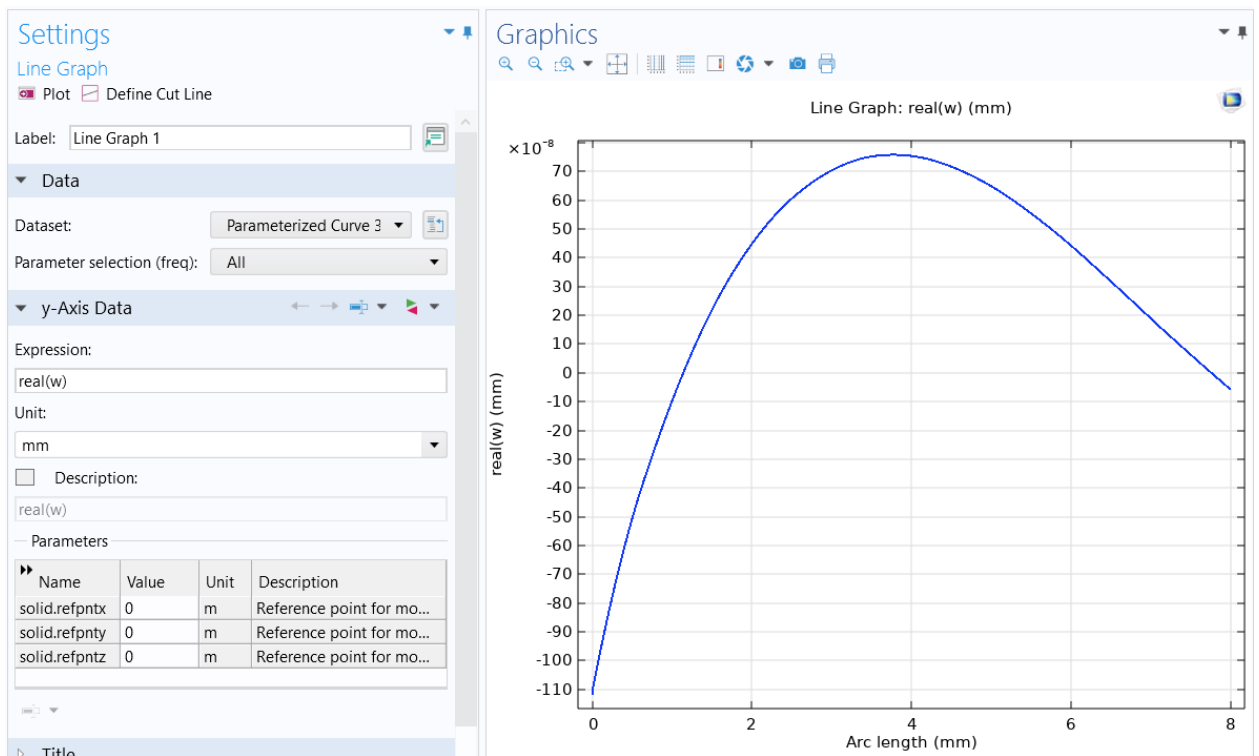 Settings
Line Graph
Plot Define Cut Line
Label: Line Graph 1
Data
Dataset: Parameterized Curve 3
Parameter selection (freq): All
y-Axis Data
Expression:
real(w)
Unit:
mm
Description:
real(w)
Parameters
Name Value Unit Description
solid.refpntx 0 m Reference point for mo...
solid.refpnty 0 m Reference point for mo...
solid.refpntz 0 m Reference point for mo...
Title
Graphics
Line Graph: real(w) (mm)
×10⁻⁸
70
60
50
40
30
20
10
0
-10
-20
-30
-40
-50
-60
-70
-80
-90
-100
-110
real(w) (mm)
0 2 4 6 8
Arc length (mm)